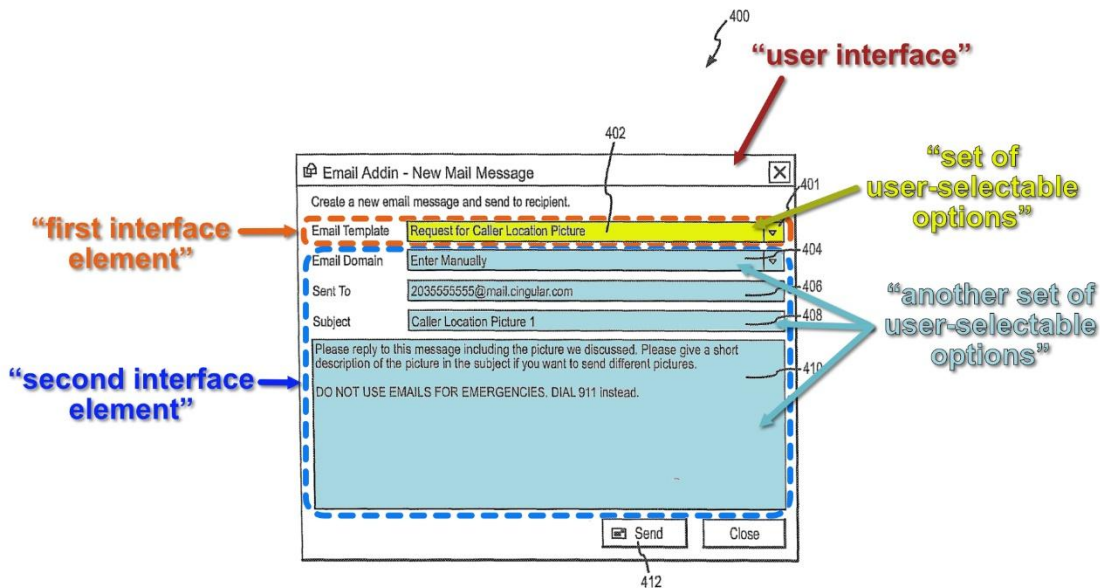 400
“user interface”
402
Email Addin - New Mail Message
“set of
user-selectable
options”
401
Create a new email message and send to recipient.
“first interface
element”
Email Template
Request for Caller Location Picture
Email Domain
Enter Manually
404
Sent To
2035555555@mail.cingular.com
406
Subject
Caller Location Picture 1
408
“another set of
user-selectable
options”
Please reply to this message including the picture we discussed. Please give a short
description of the picture in the subject if you want to send different pictures.
410
“second interface
element”
DO NOT USE EMAILS FOR EMERGENCIES. DIAL 911 instead.
Send
Close
412